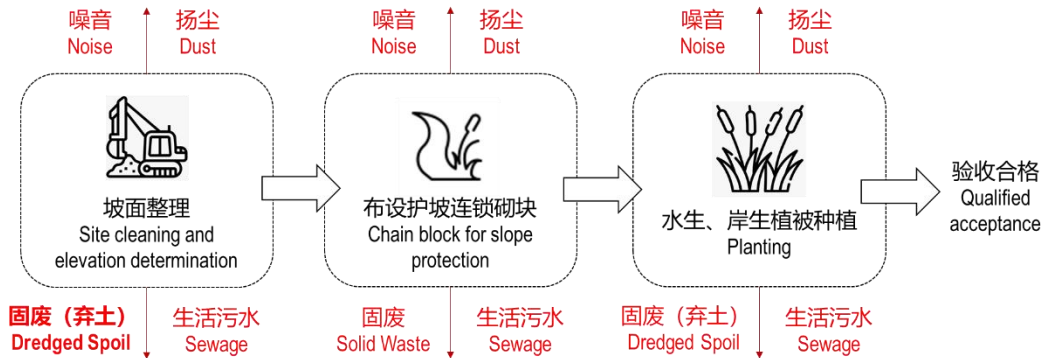 噪音 扬尘
Noise Dust
噪音 扬尘
Noise Dust
噪音 扬尘
Noise Dust
坡面整理
Site cleaning and
elevation determination
布设护坡连锁砌块
Chain block for slope
protection
水生、岸生植被种植
Planting
验收合格
Qualified
acceptance
固废（弃土） 生活污水
Dredged Spoil Sewage
固废 生活污水
Solid Waste Sewage
固废（弃土） 生活污水
Dredged Spoil Sewage